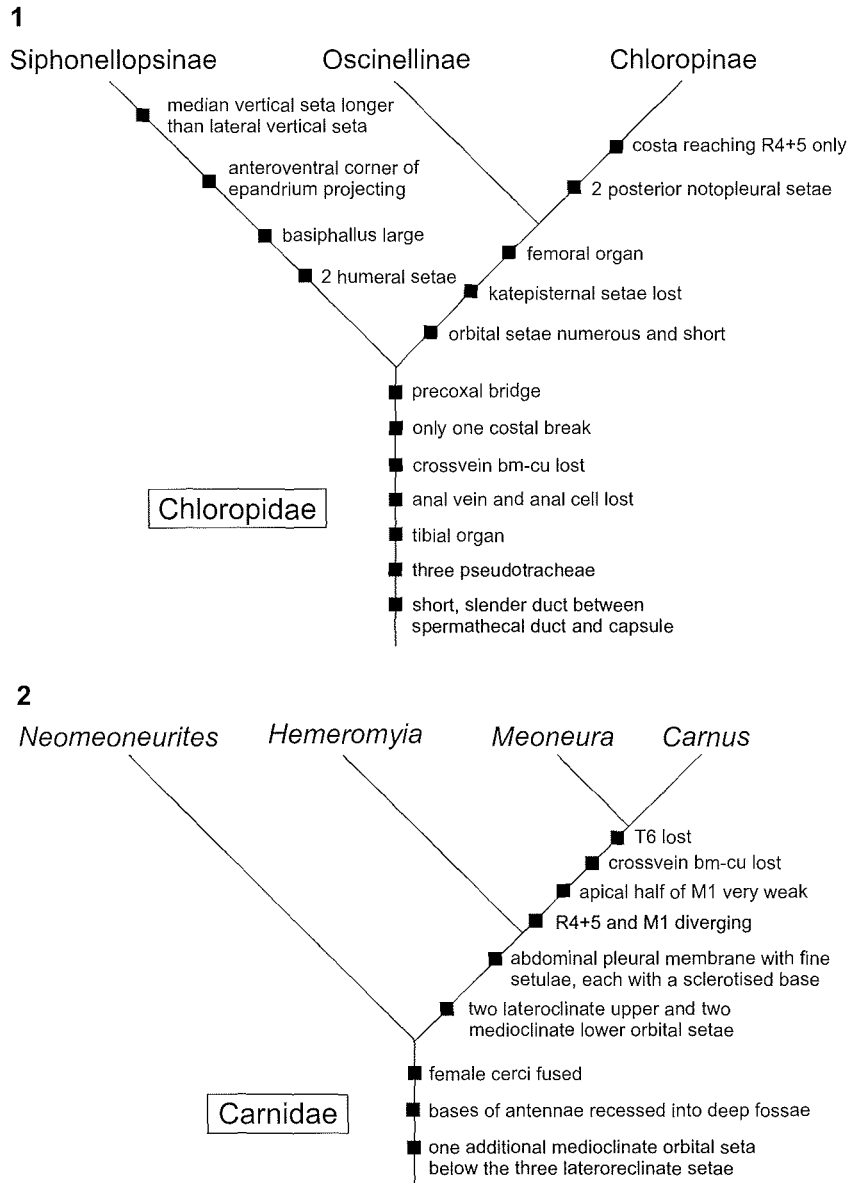 1
Siphonellopsinae
Oscinellinae
Chloropinae
median vertical seta longer
than lateral vertical seta
costa reaching R4+5 only
anteroventral corner of
epandrium projecting
2 posterior notopleural setae
basiphallus large
femoral organ
2 humeral setae
katepisternal setae lost
orbital setae numerous and short
precoxal bridge
only one costal break
crossvein bm-cu lost
Chloropidae
anal vein and anal cell lost
tibial organ
three pseudotracheae
short, slender duct between
spermathecal duct and capsule
2
Neomeoneurites
Hemeromyia
Meoneura
Carnus
T6 lost
crossvein bm-cu lost
apical half of M1 very weak
R4+5 and M1 diverging
abdominal pleural membrane with fine
setulae, each with a sclerotised base
two lateroclinate upper and two
medioclinate lower orbital setae
female cerci fused
Carnidae
bases of antennae recessed into deep fossae
one additional medioclinate orbital seta
below the three lateroreclinate setae